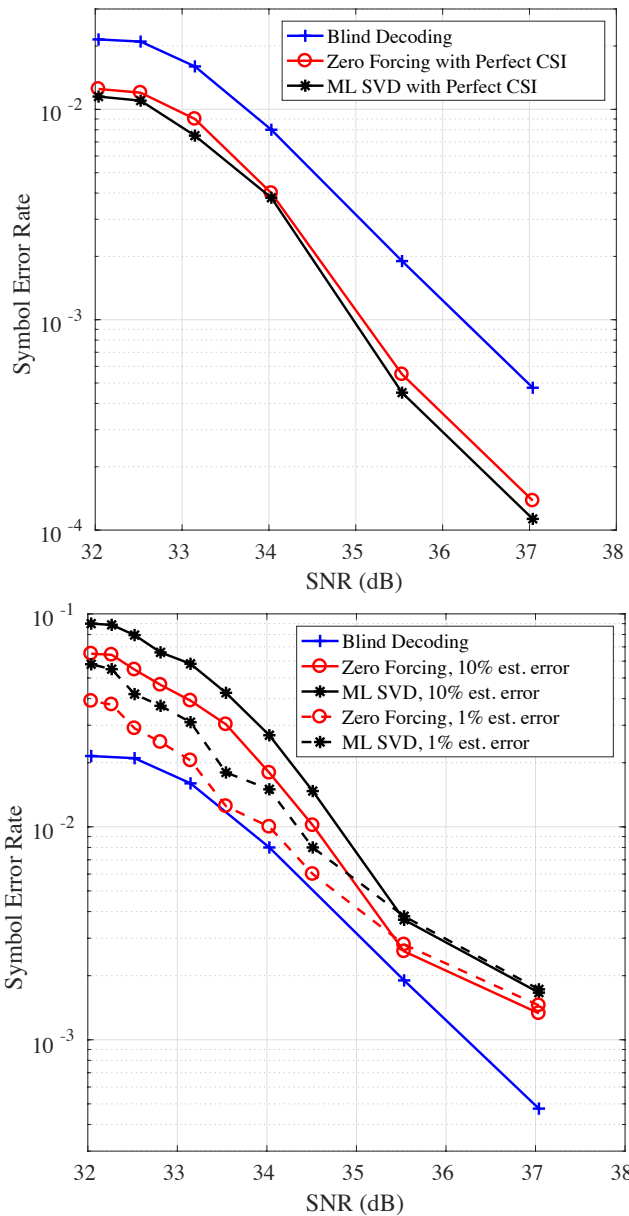 Blind Decoding
Zero Forcing with Perfect CSI
ML SVD with Perfect CSI
10^-2
10^-3
10^-4
Symbol Error Rate
32 33 34 35 36 37 38
SNR (dB)
10^-1
Blind Decoding
Zero Forcing, 10% est. error
ML SVD, 10% est. error
Zero Forcing, 1% est. error
ML SVD, 1% est. error
10^-2
10^-3
Symbol Error Rate
32 33 34 35 36 37 38
SNR (dB)